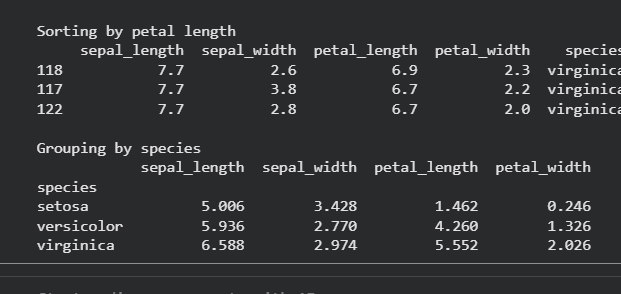 Sorting by petal length
     sepal_length  sepal_width  petal_length  petal_width    species
118           7.7          2.6           6.9          2.3  virginica
117           7.7          3.8           6.7          2.2  virginica
122           7.7          2.8           6.7          2.0  virginica
Grouping by species
            sepal_length  sepal_width  petal_length  petal_width
species
setosa             5.006        3.428         1.462        0.246
versicolor         5.936        2.770         4.260        1.326
virginica          6.588        2.974         5.552        2.026